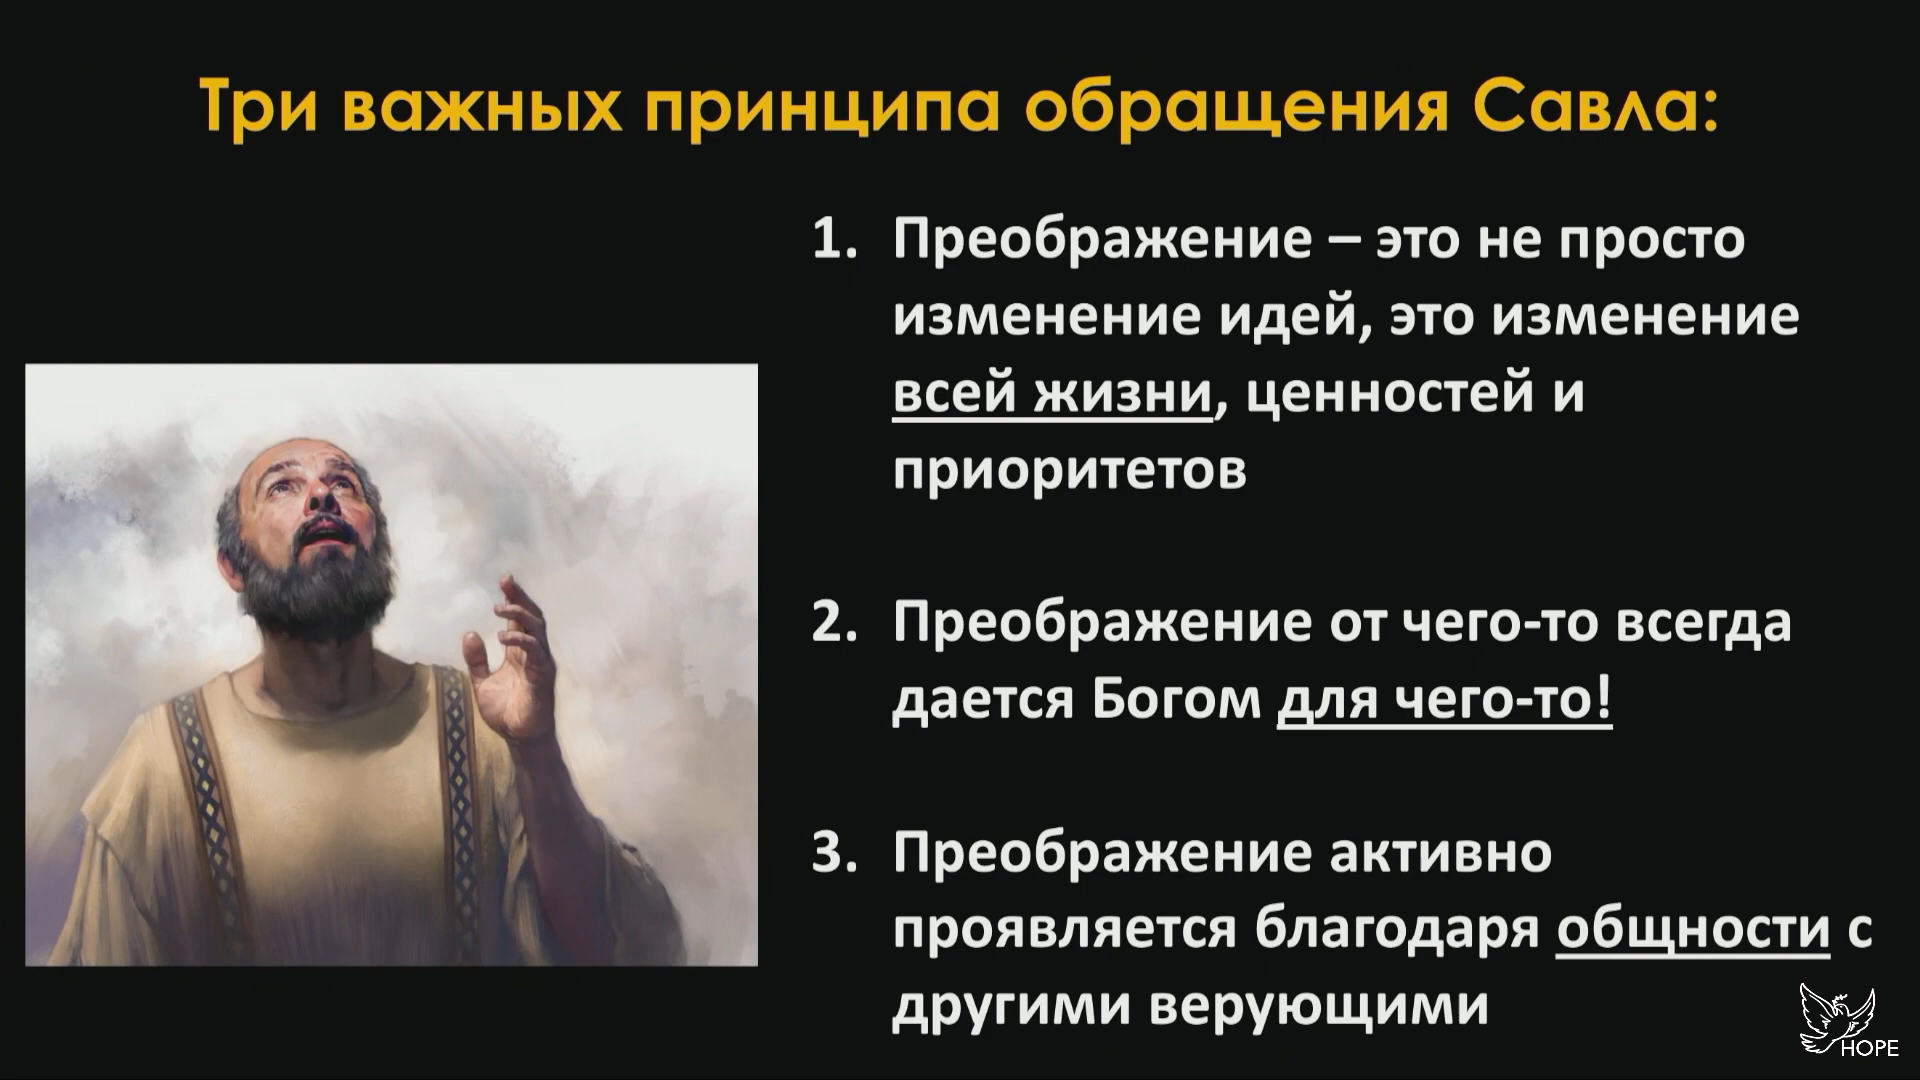 Три важных принципа обращения Савла:
1. Преображение – это не просто
изменение идей, это изменение
всей жизни, ценностей и
приоритетов
2. Преображение от чего-то всегда
дается Богом для чего-то!
3. Преображение активно
проявляется благодаря общности с
другими верующими
HOPE